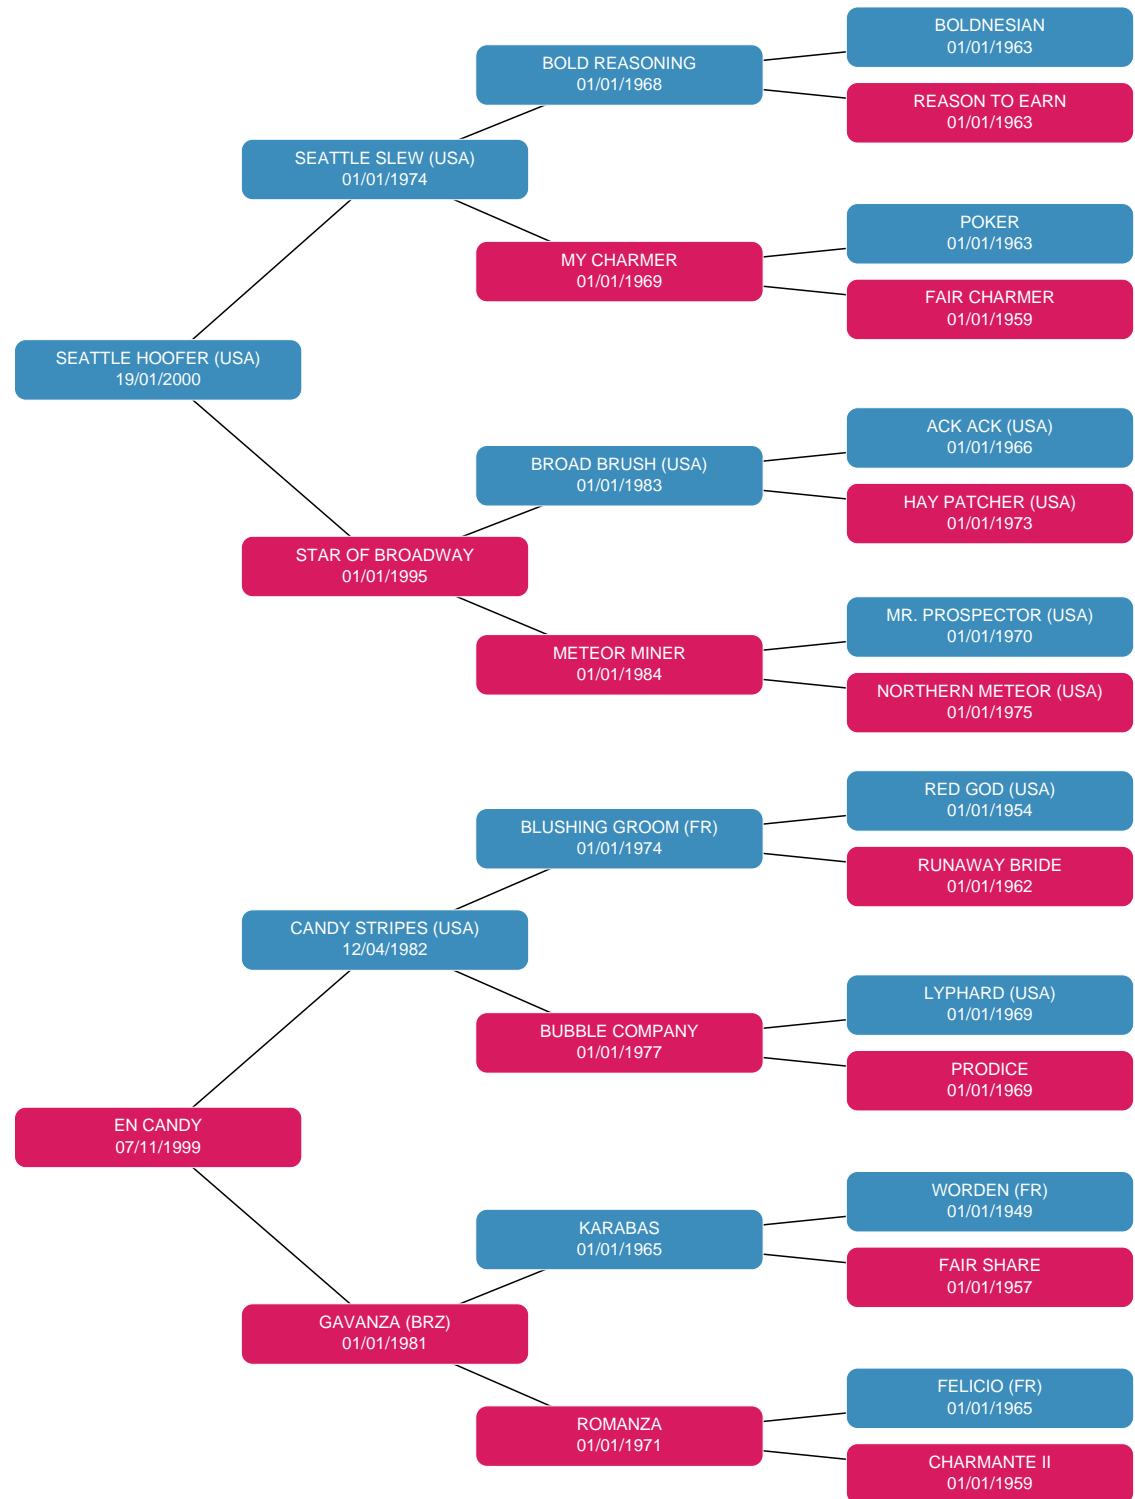 BOLDNESIAN
01/01/1963
BOLD REASONING
01/01/1968
REASON TO EARN
01/01/1963
SEATTLE SLEW (USA)
01/01/1974
POKER
01/01/1963
MY CHARMER
01/01/1969
FAIR CHARMER
01/01/1959
SEATTLE HOOFER (USA)
19/01/2000
ACK ACK (USA)
01/01/1966
BROAD BRUSH (USA)
01/01/1983
HAY PATCHER (USA)
01/01/1973
STAR OF BROADWAY
01/01/1995
MR. PROSPECTOR (USA)
01/01/1970
METEOR MINER
01/01/1984
NORTHERN METEOR (USA)
01/01/1975
RED GOD (USA)
01/01/1954
BLUSHING GROOM (FR)
01/01/1974
RUNAWAY BRIDE
01/01/1962
CANDY STRIPES (USA)
12/04/1982
LYPHARD (USA)
01/01/1969
BUBBLE COMPANY
01/01/1977
PRODICE
01/01/1969
EN CANDY
07/11/1999
WORDEN (FR)
01/01/1949
KARABAS
01/01/1965
FAIR SHARE
01/01/1957
GAVANZA (BRZ)
01/01/1981
FELICIO (FR)
01/01/1965
ROMANZA
01/01/1971
CHARMANTE II
01/01/1959